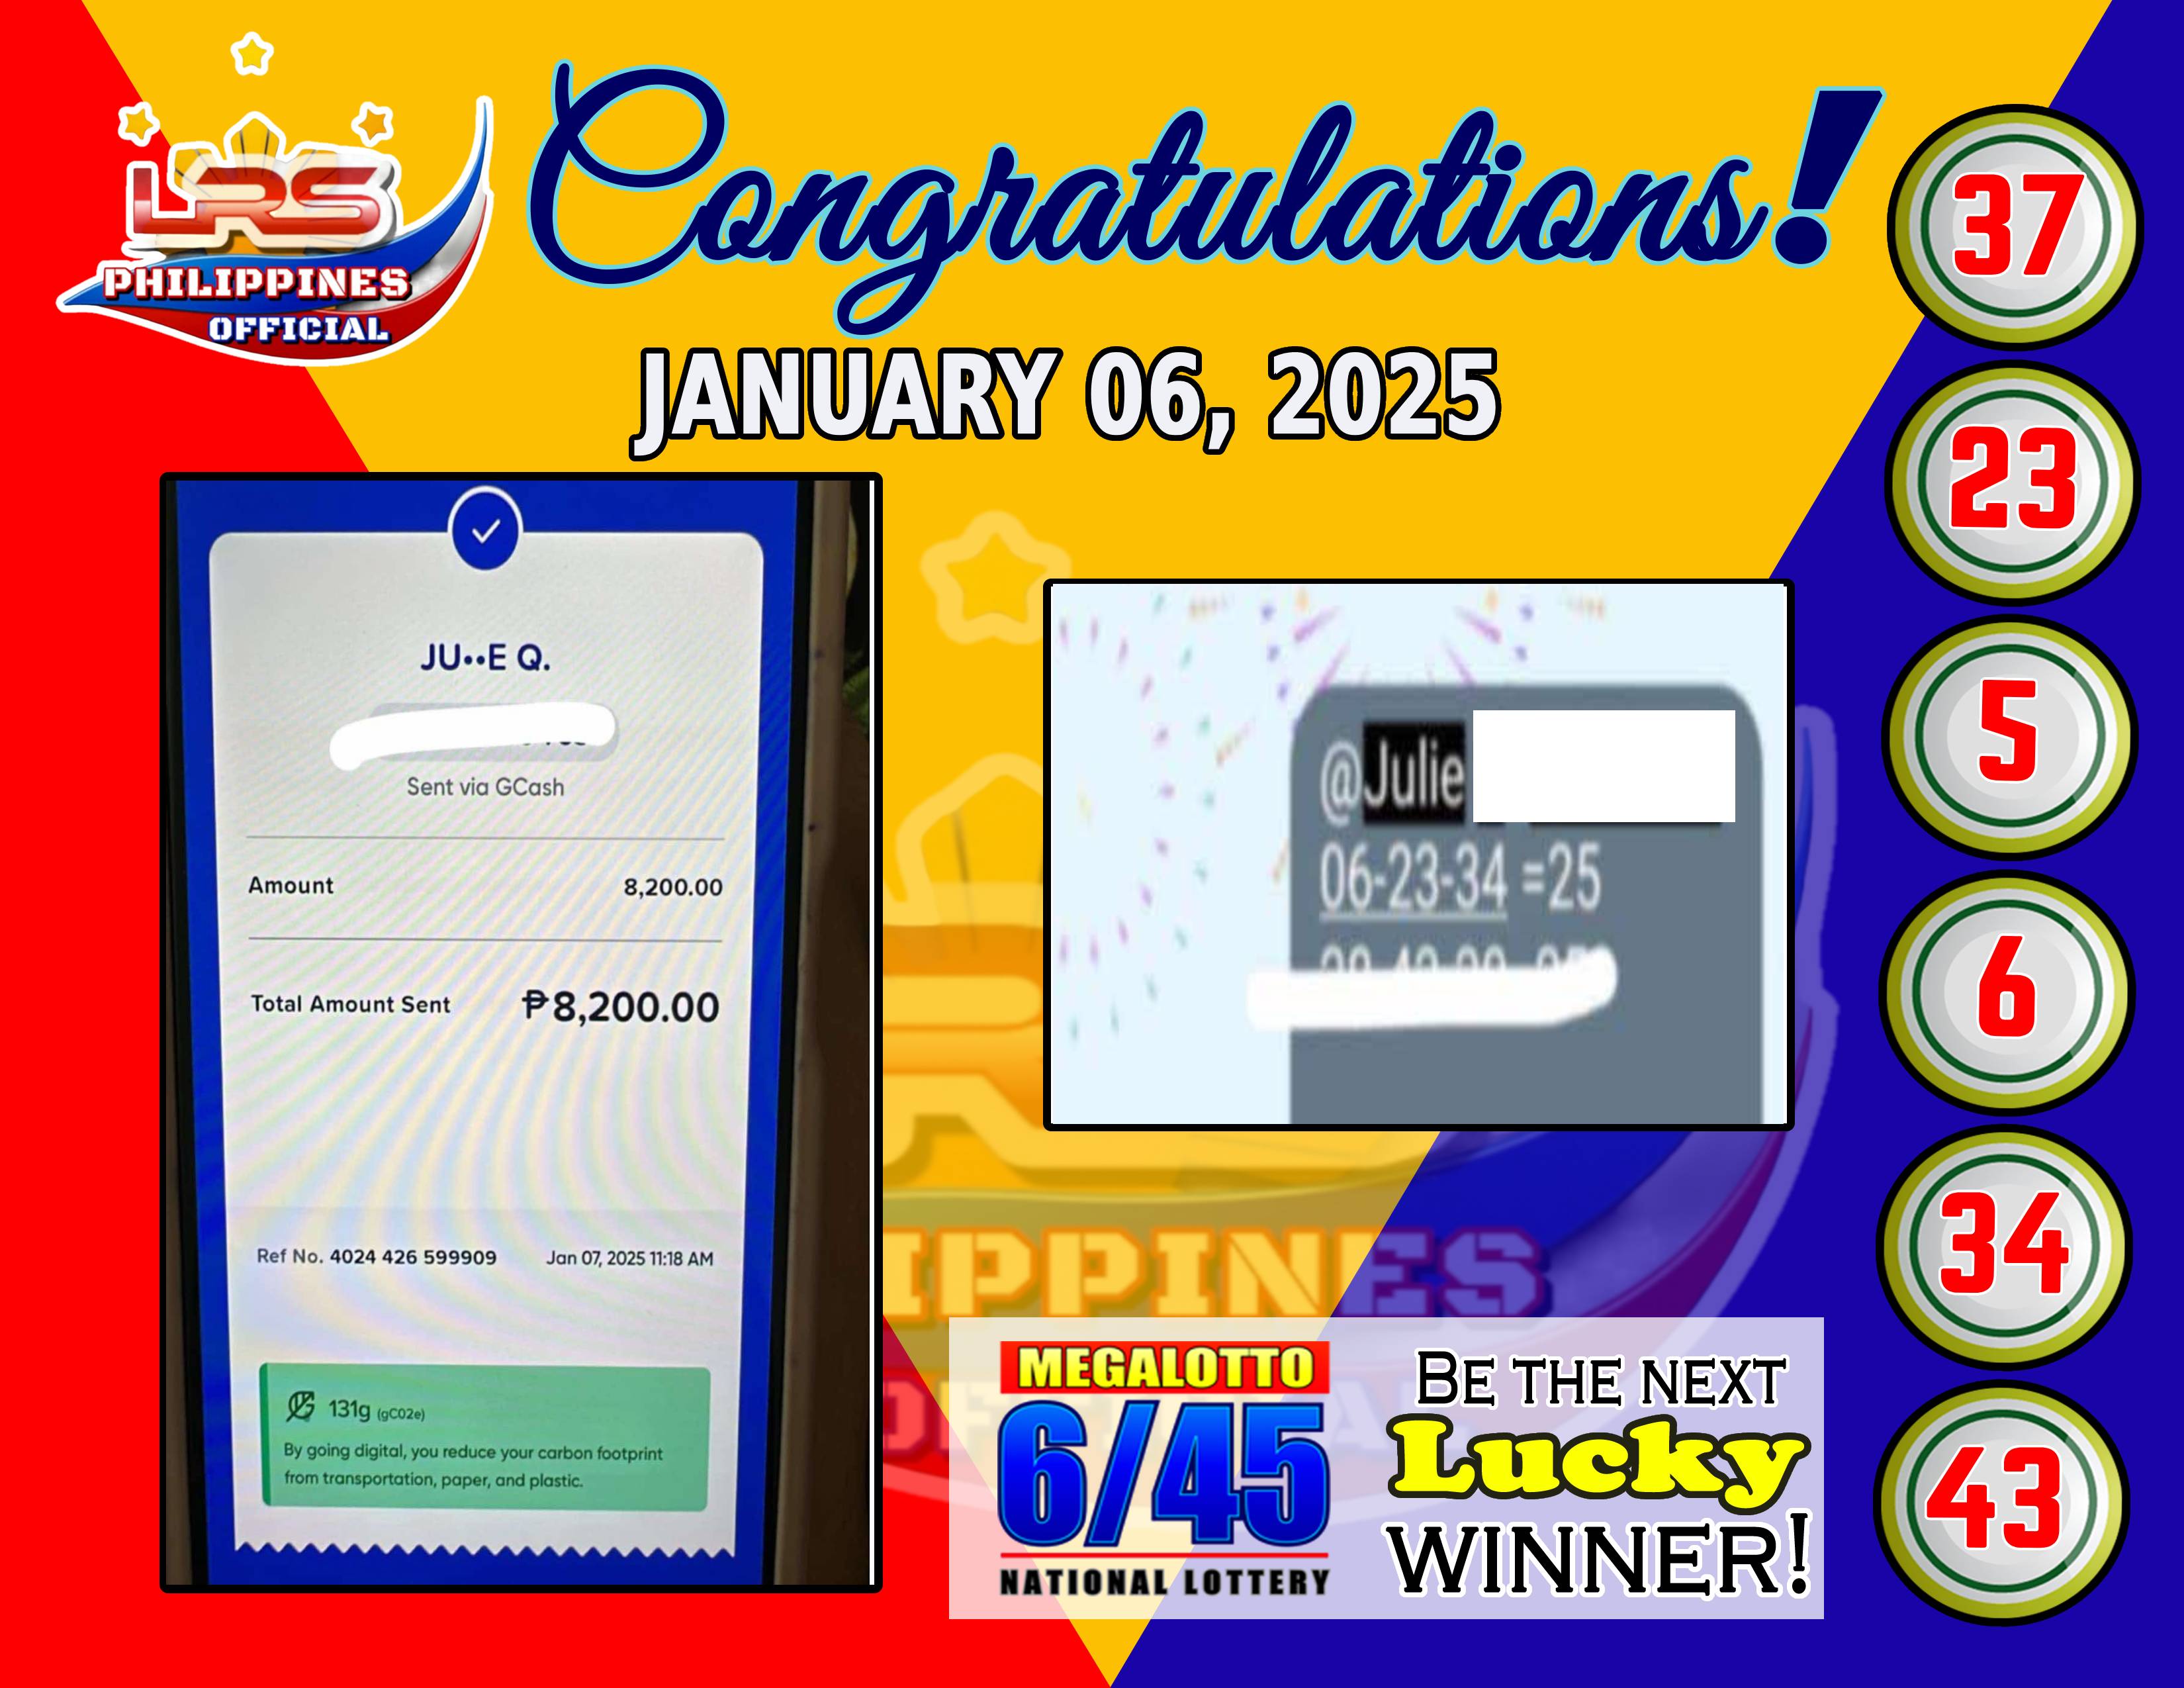 LRS
PHILIPPINES
OFFICIAL
Congratulations!
JANUARY 06, 2025
JU••E Q.
Sent via GCash
Amount 8,200.00
Total Amount Sent ₱8,200.00
Ref No. 4024 426 599909 Jan 07, 2025 11:18 AM
131g (gCO2e)
By going digital, you reduce your carbon footprint
from transportation, paper, and plastic.
@Julie
06-23-34 =25
IPPINES
MEGALOTTO
6/45
NATIONAL LOTTERY
BE THE NEXT
Lucky
WINNER!
37
23
5
6
34
43